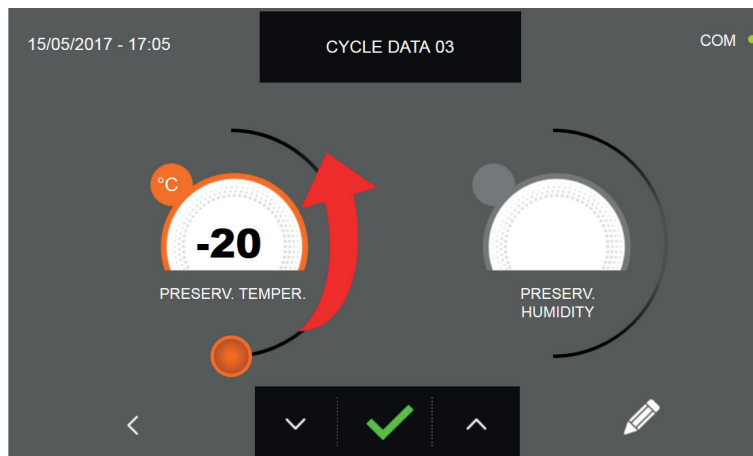 15/05/2017 - 17:05
CYCLE DATA 03
COM
°C
-20
PRESERV. TEMPER.
PRESERV.
HUMIDITY